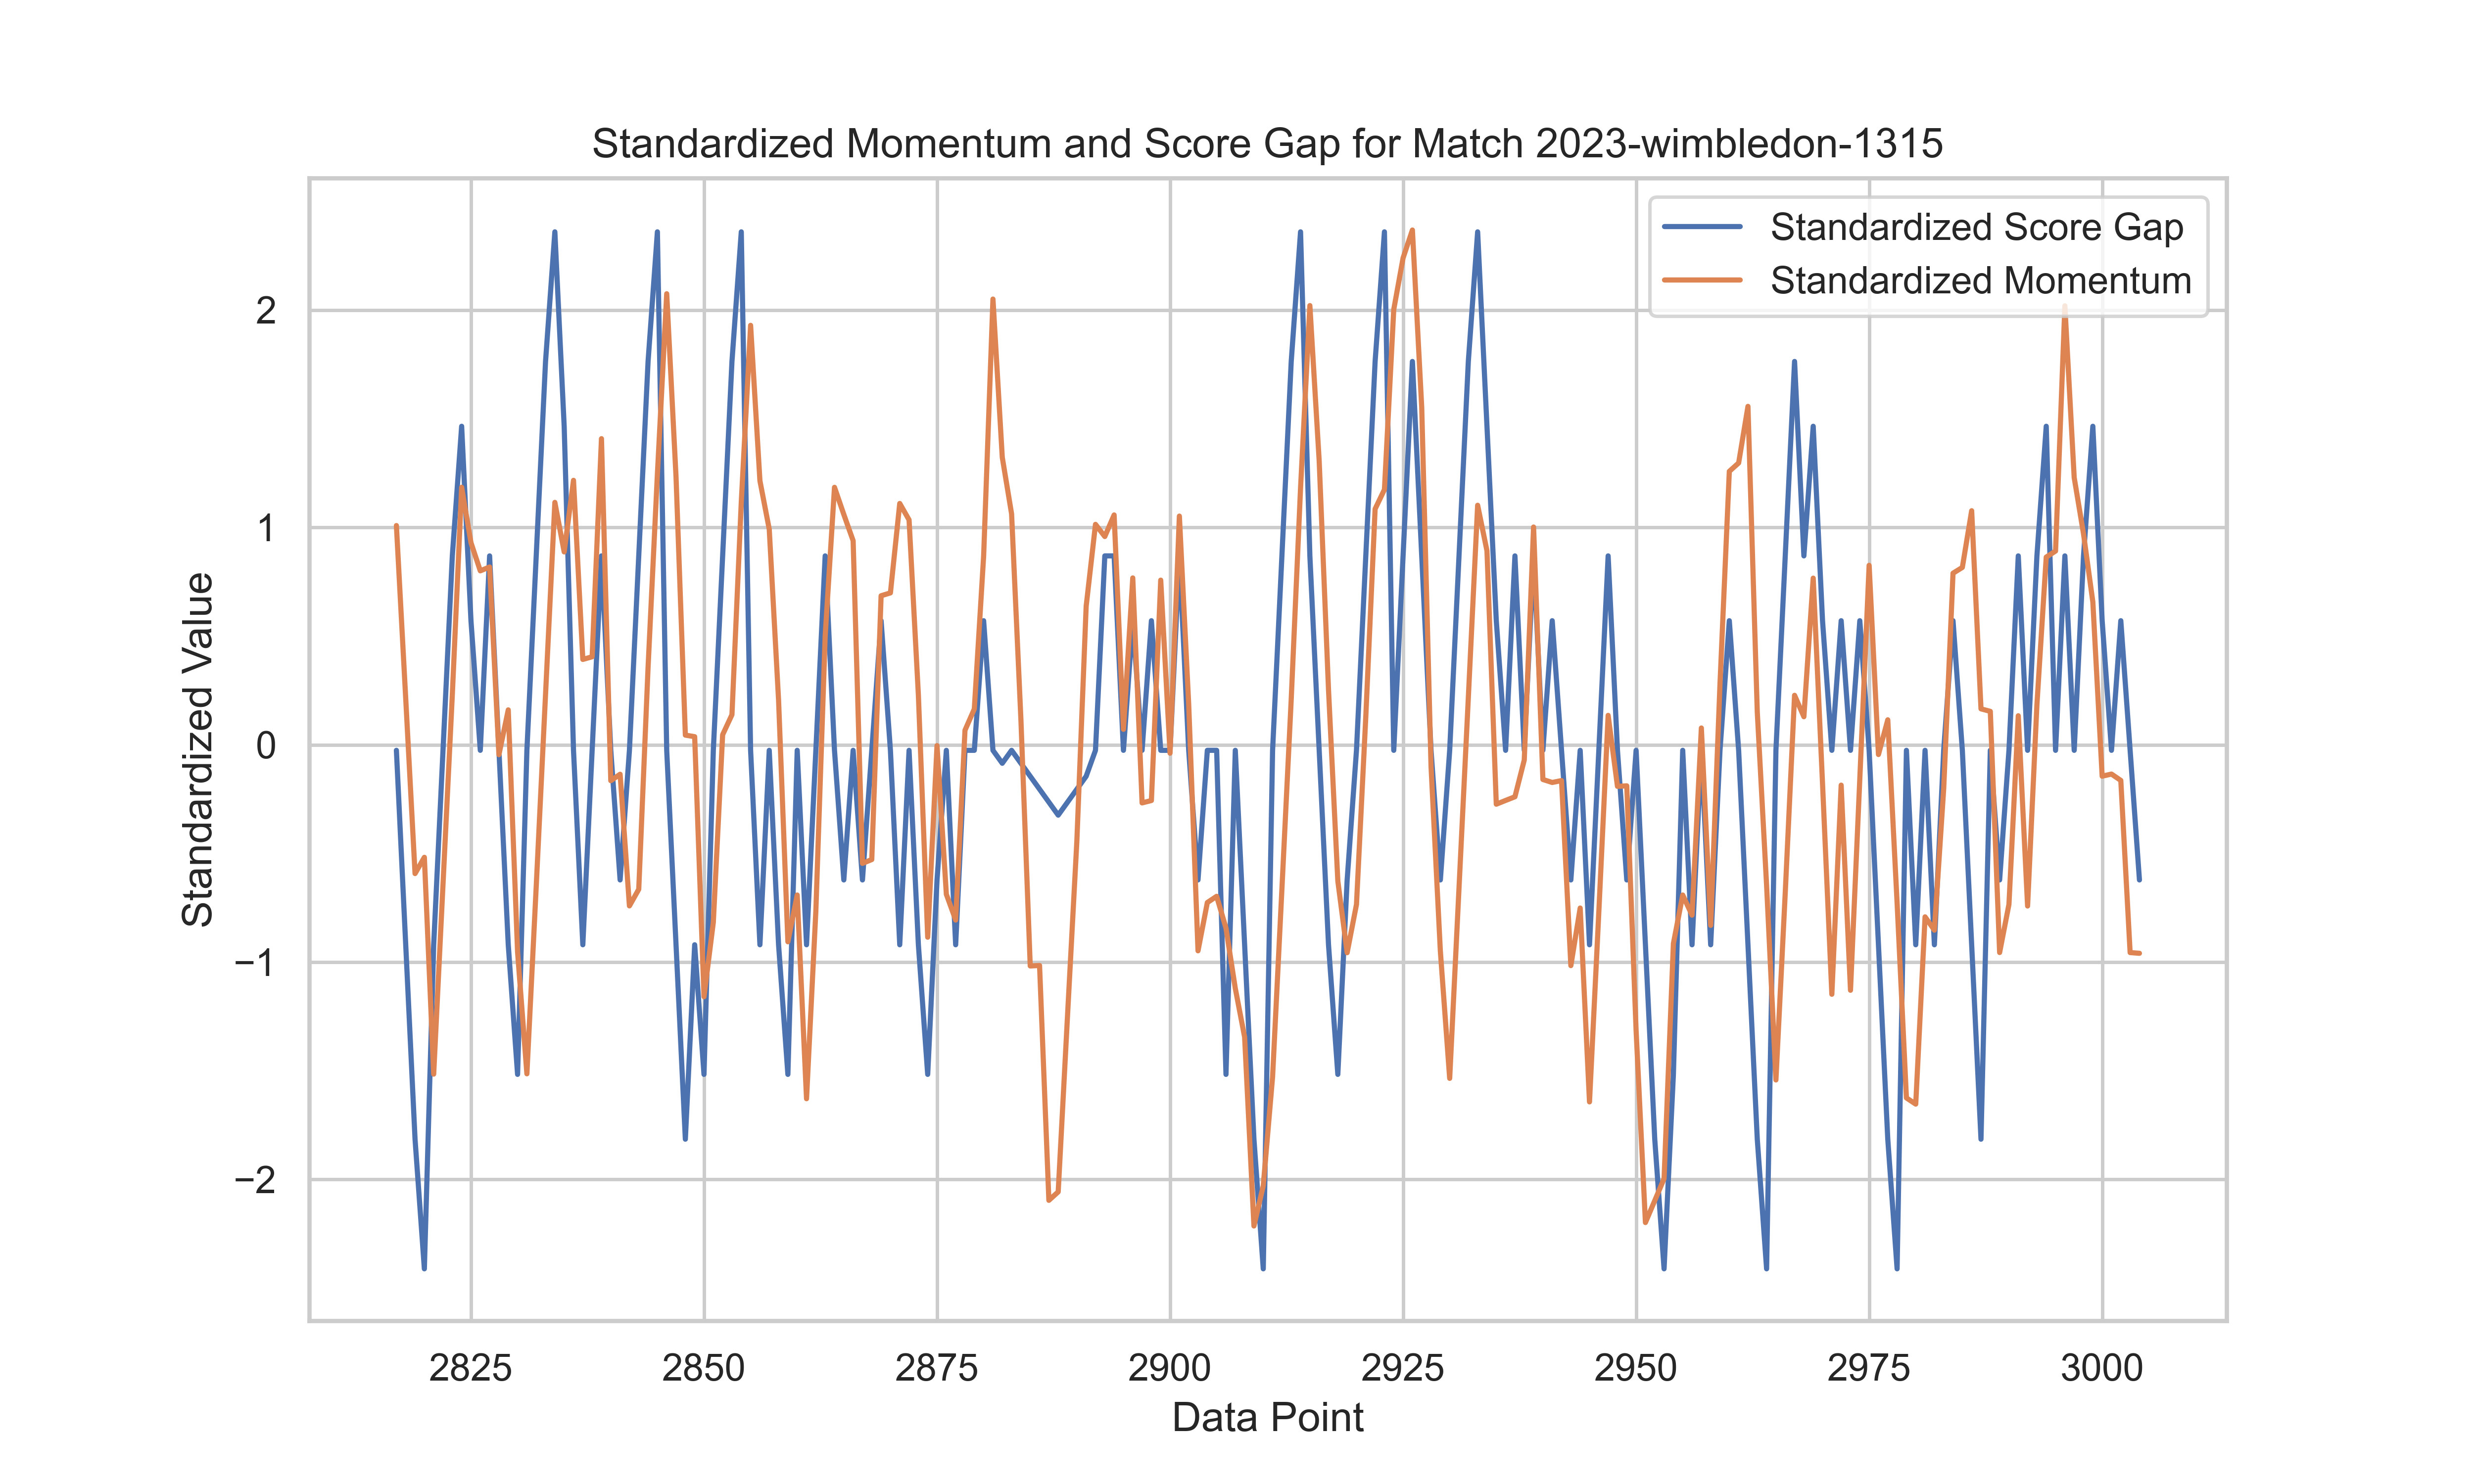 Standardized Momentum and Score Gap for Match 2023-wimbledon-1315
Standardized Score Gap
Standardized Momentum
Standardized Value
2
1
0
−1
−2
2825 2850 2875 2900 2925 2950 2975 3000
Data Point